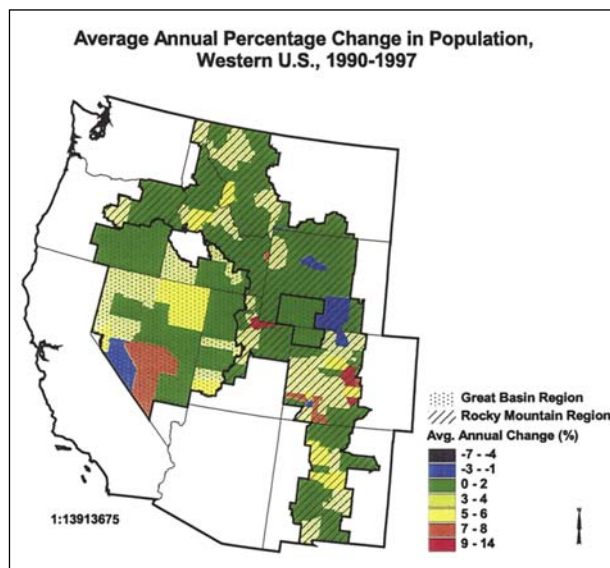 Average Annual Percentage Change in Population,
Western U.S., 1990-1997
Great Basin Region
Rocky Mountain Region
Avg. Annual Change (%)
-7 - -4
-3 - -1
0 - 2
3 - 4
5 - 6
7 - 8
9 - 14
1:13913675